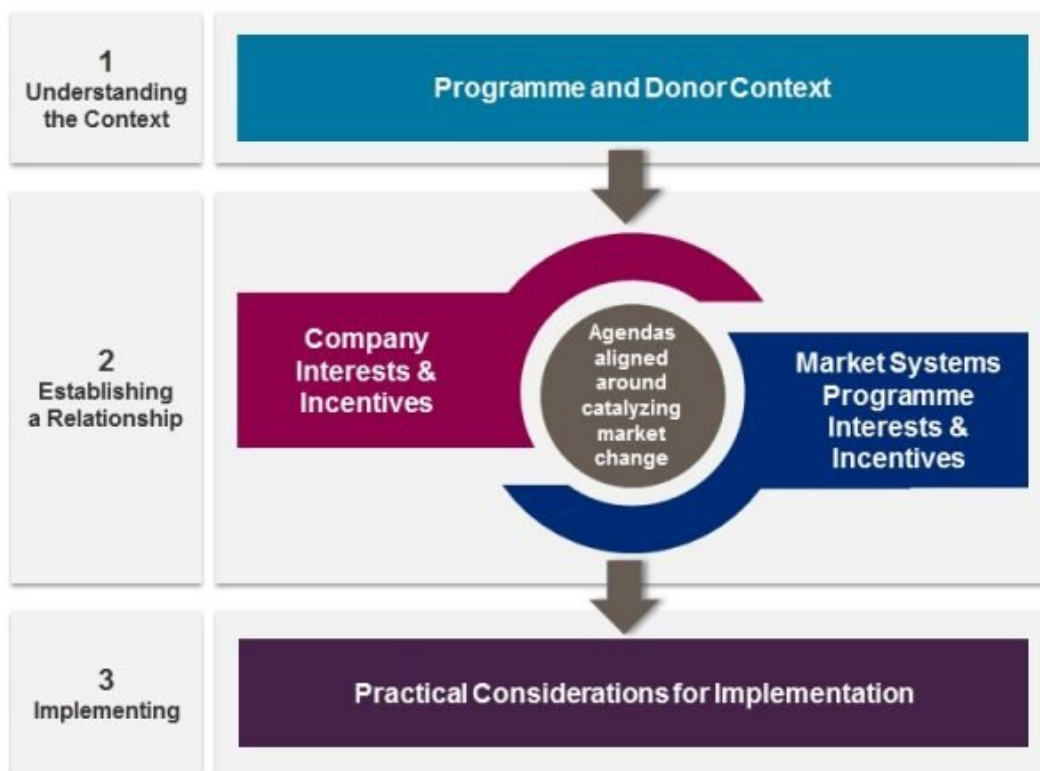 1
Understanding
the Context
Programme and Donor Context
2
Establishing
a Relationship
Company
Interests &
Incentives
Agendas
aligned
around
catalyzing
market
change
Market Systems
Programme
Interests &
Incentives
3
Implementing
Practical Considerations for Implementation